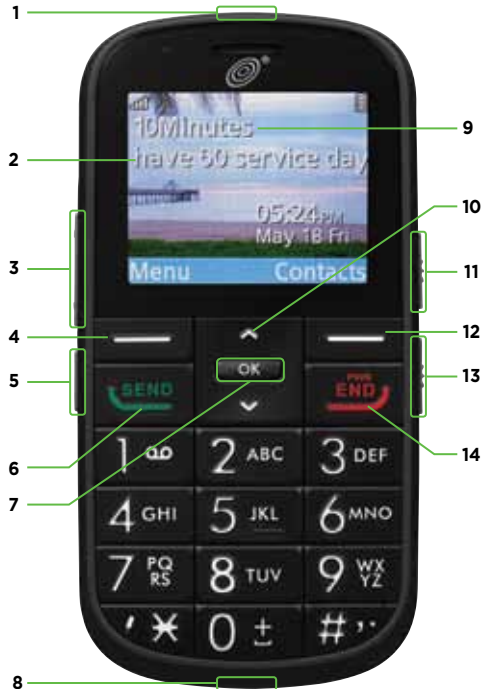 1
10Minutes
9
2
have 60 service day
10
05:24 PM
May 18 Fri
3
11
Menu
Contacts
4
12
OK
5
13
SEND
PWR
END
6
14
1
2 ABC
3 DEF
7
4 GHI
5 JKL
6 MNO
7 PQ
RS
8 TUV
9 WX
YZ
' *
0 ±
# ,.
8